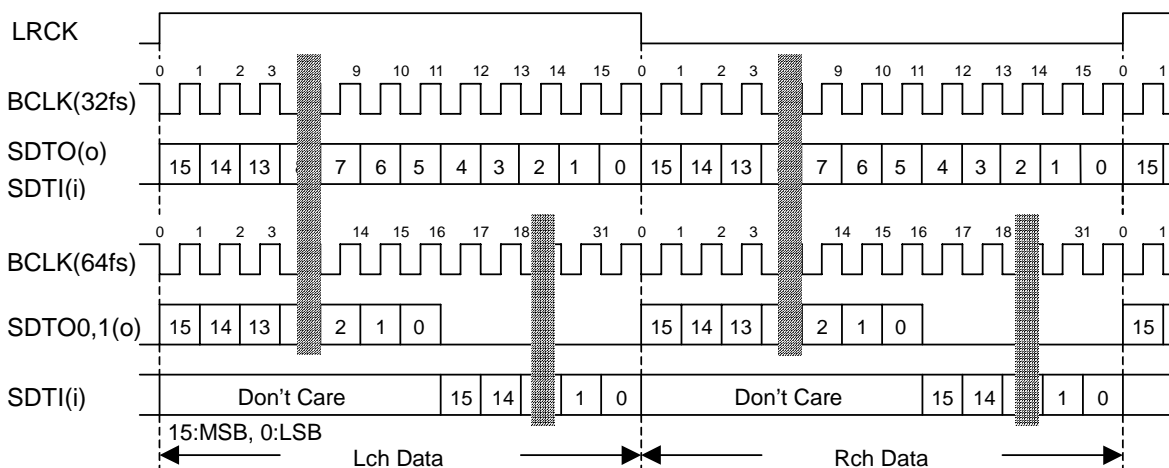 LRCK
0 1 2 3 9 10 11 12 13 14 15 0 1 2 3 9 10 11 12 13 14 15 0 1
BCLK(32fs)
SDTO(o) 15 14 13 7 6 5 4 3 2 1 0 15 14 13 7 6 5 4 3 2 1 0 15
SDTI(i)
0 1 2 3 14 15 16 17 18 31 0 1 2 3 14 15 16 17 18 31 0 1
BCLK(64fs)
SDTO0,1(o) 15 14 13 2 1 0 15 14 13 2 1 0 15
SDTI(i) Don't Care 15 14 1 0 Don't Care 15 14 1 0
15:MSB, 0:LSB
Lch Data Rch Data